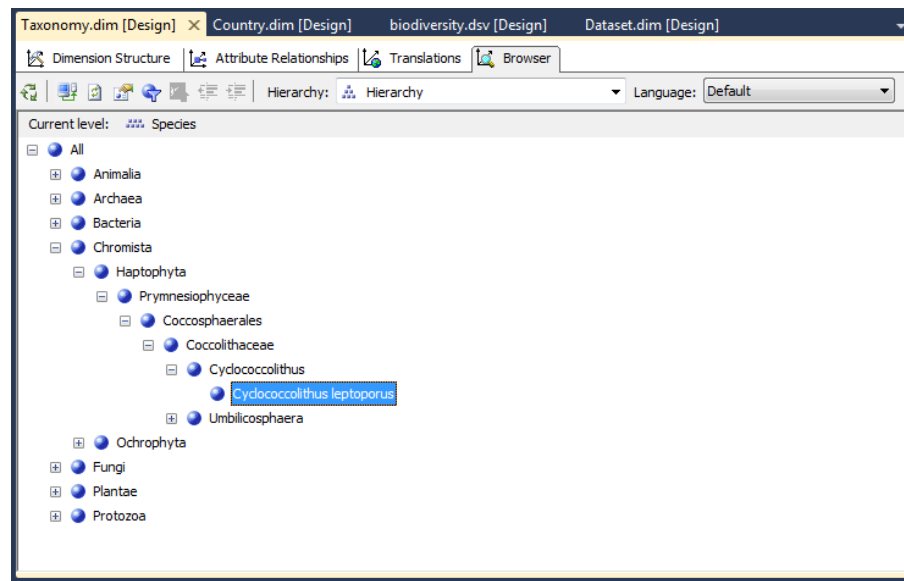 Taxonomy.dim [Design] Country.dim [Design] biodiversity.dsv [Design] Dataset.dim [Design]
Dimension Structure Attribute Relationships Translations Browser
Hierarchy: Hierarchy Language: Default
Current level: Species
All
Animalia
Archaea
Bacteria
Chromista
Haptophyta
Prymnesiophyceae
Coccosphaerales
Coccolithaceae
Cyclococcolithus
Cyclococcolithus leptoporus
Umbilicosphaera
Ochrophyta
Fungi
Plantae
Protozoa